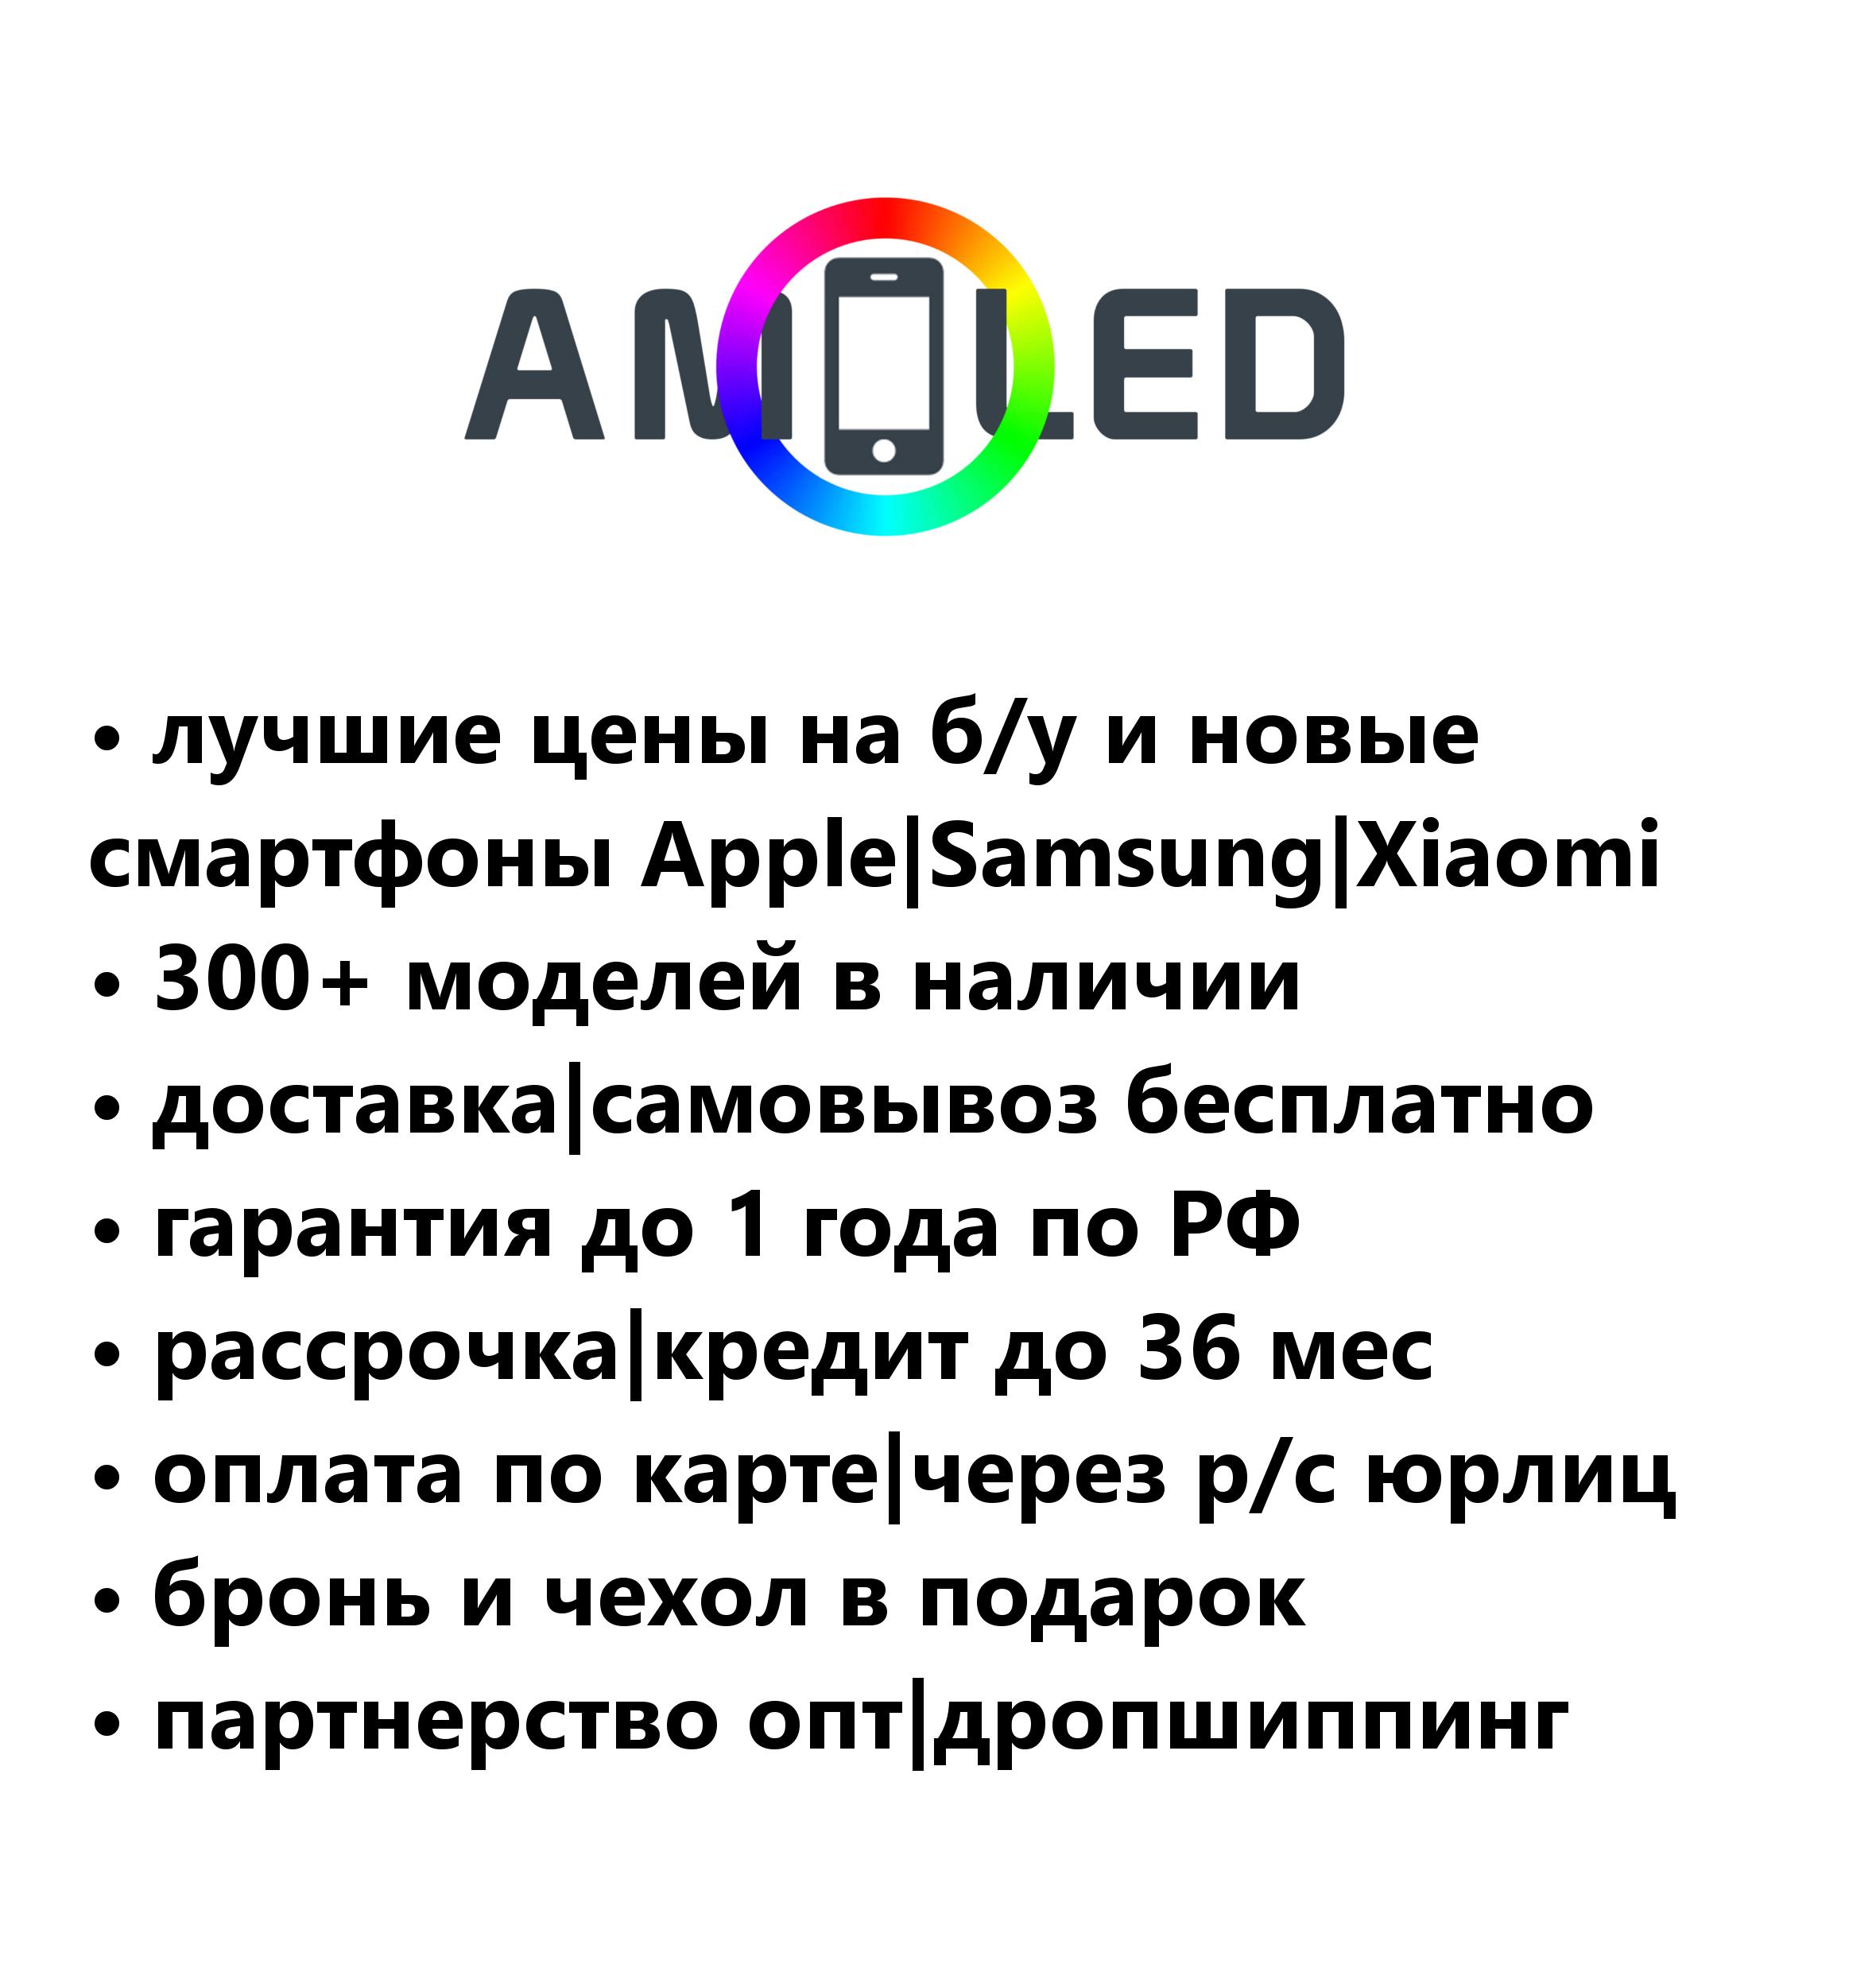 AMOLED
• лучшие цены на б/у и новые
смартфоны Apple|Samsung|Xiaomi
• 300+ моделей в наличии
• доставка|самовывоз бесплатно
• гарантия до 1 года по РФ
• рассрочка|кредит до 36 мес
• оплата по карте|через р/с юрлиц
• бронь и чехол в подарок
• партнерство опт|дропшиппинг